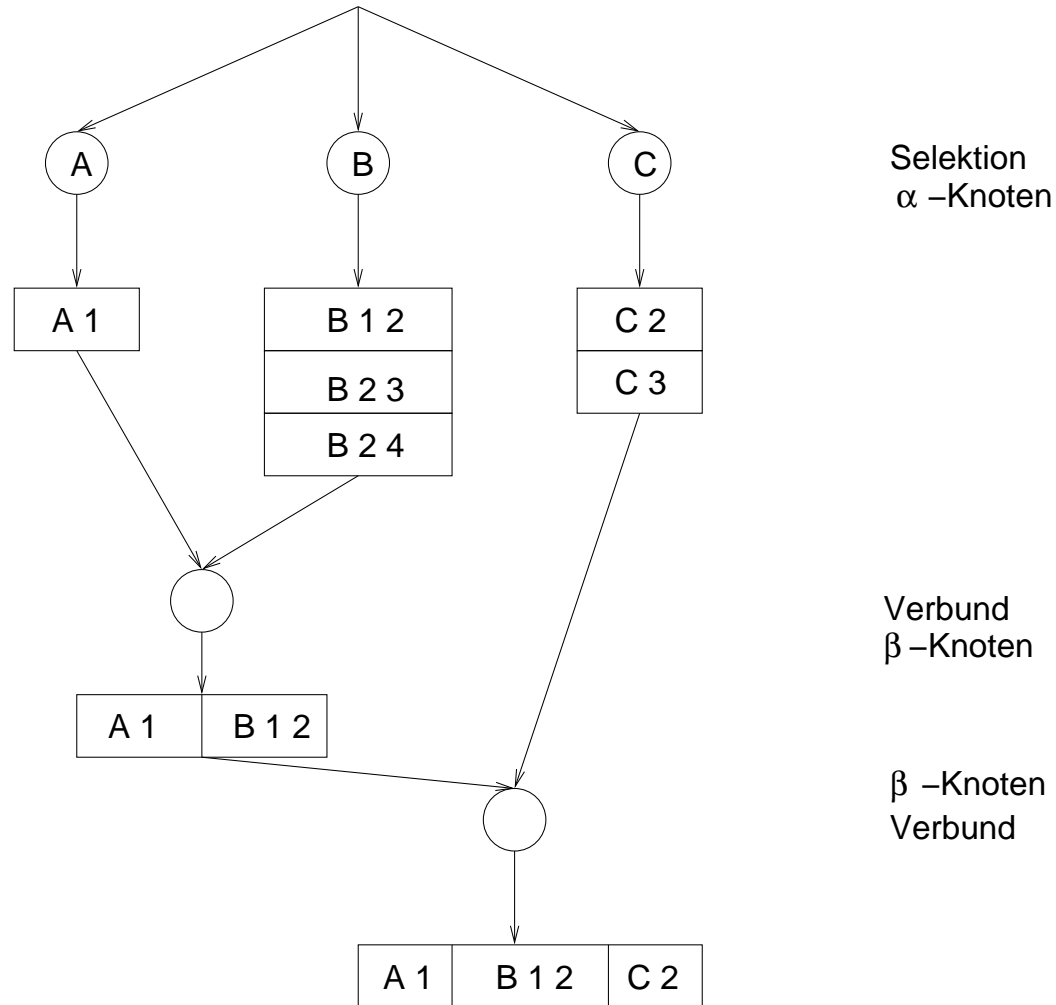 A B C
Selektion
α –Knoten
A 1
B 1 2
C 2
B 2 3
C 3
B 2 4
Verbund
β –Knoten
A 1 B 1 2
β –Knoten
Verbund
A 1 B 1 2 C 2